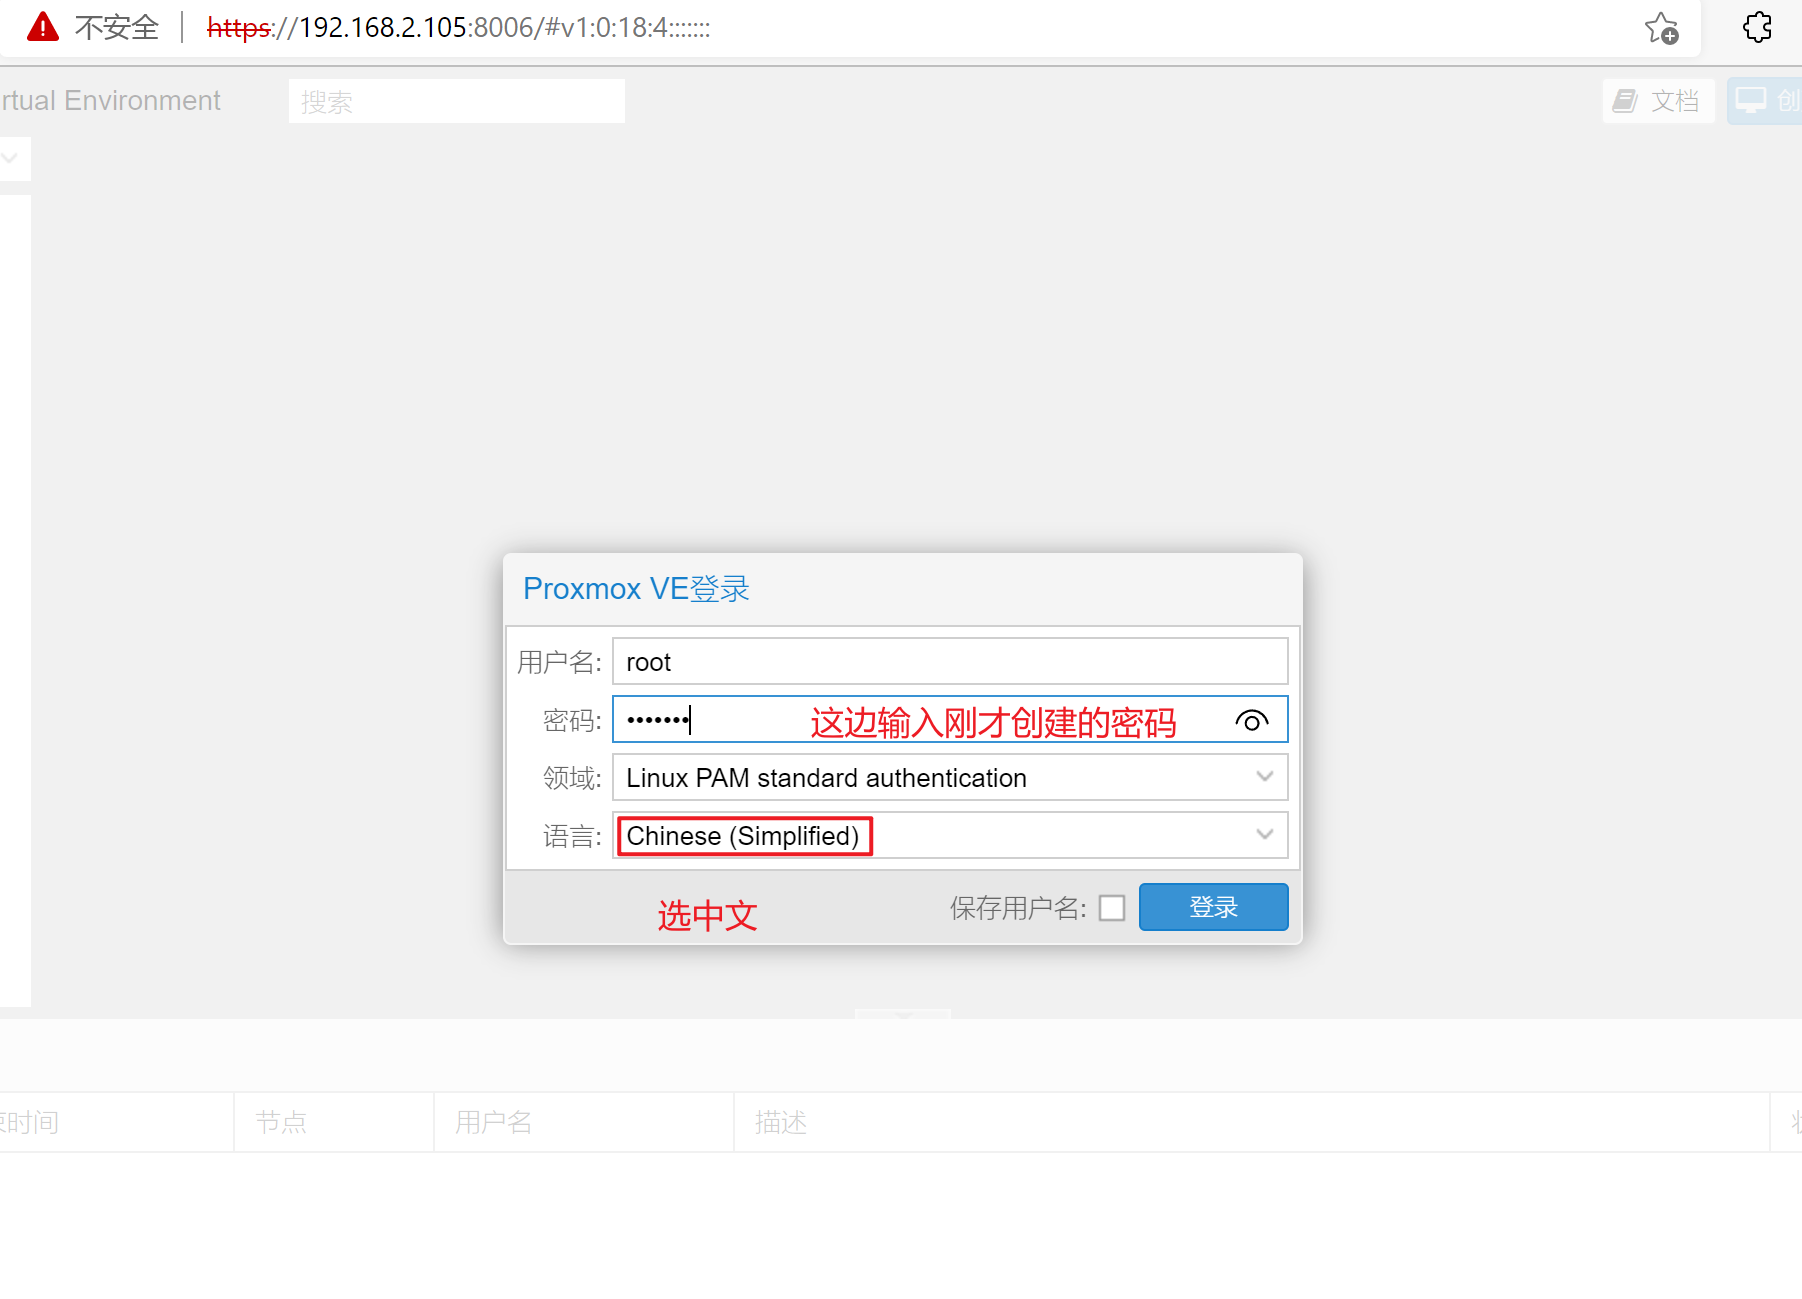 不安全 https://192.168.2.105:8006/#v1:0:18:4:::::::
rtual Environment 搜索 文档 创
Proxmox VE登录
用户名: root
密码: ••••••• 这边输入刚才创建的密码
领域: Linux PAM standard authentication
语言: Chinese (Simplified)
选中文 保存用户名: 登录
时间 节点 用户名 描述